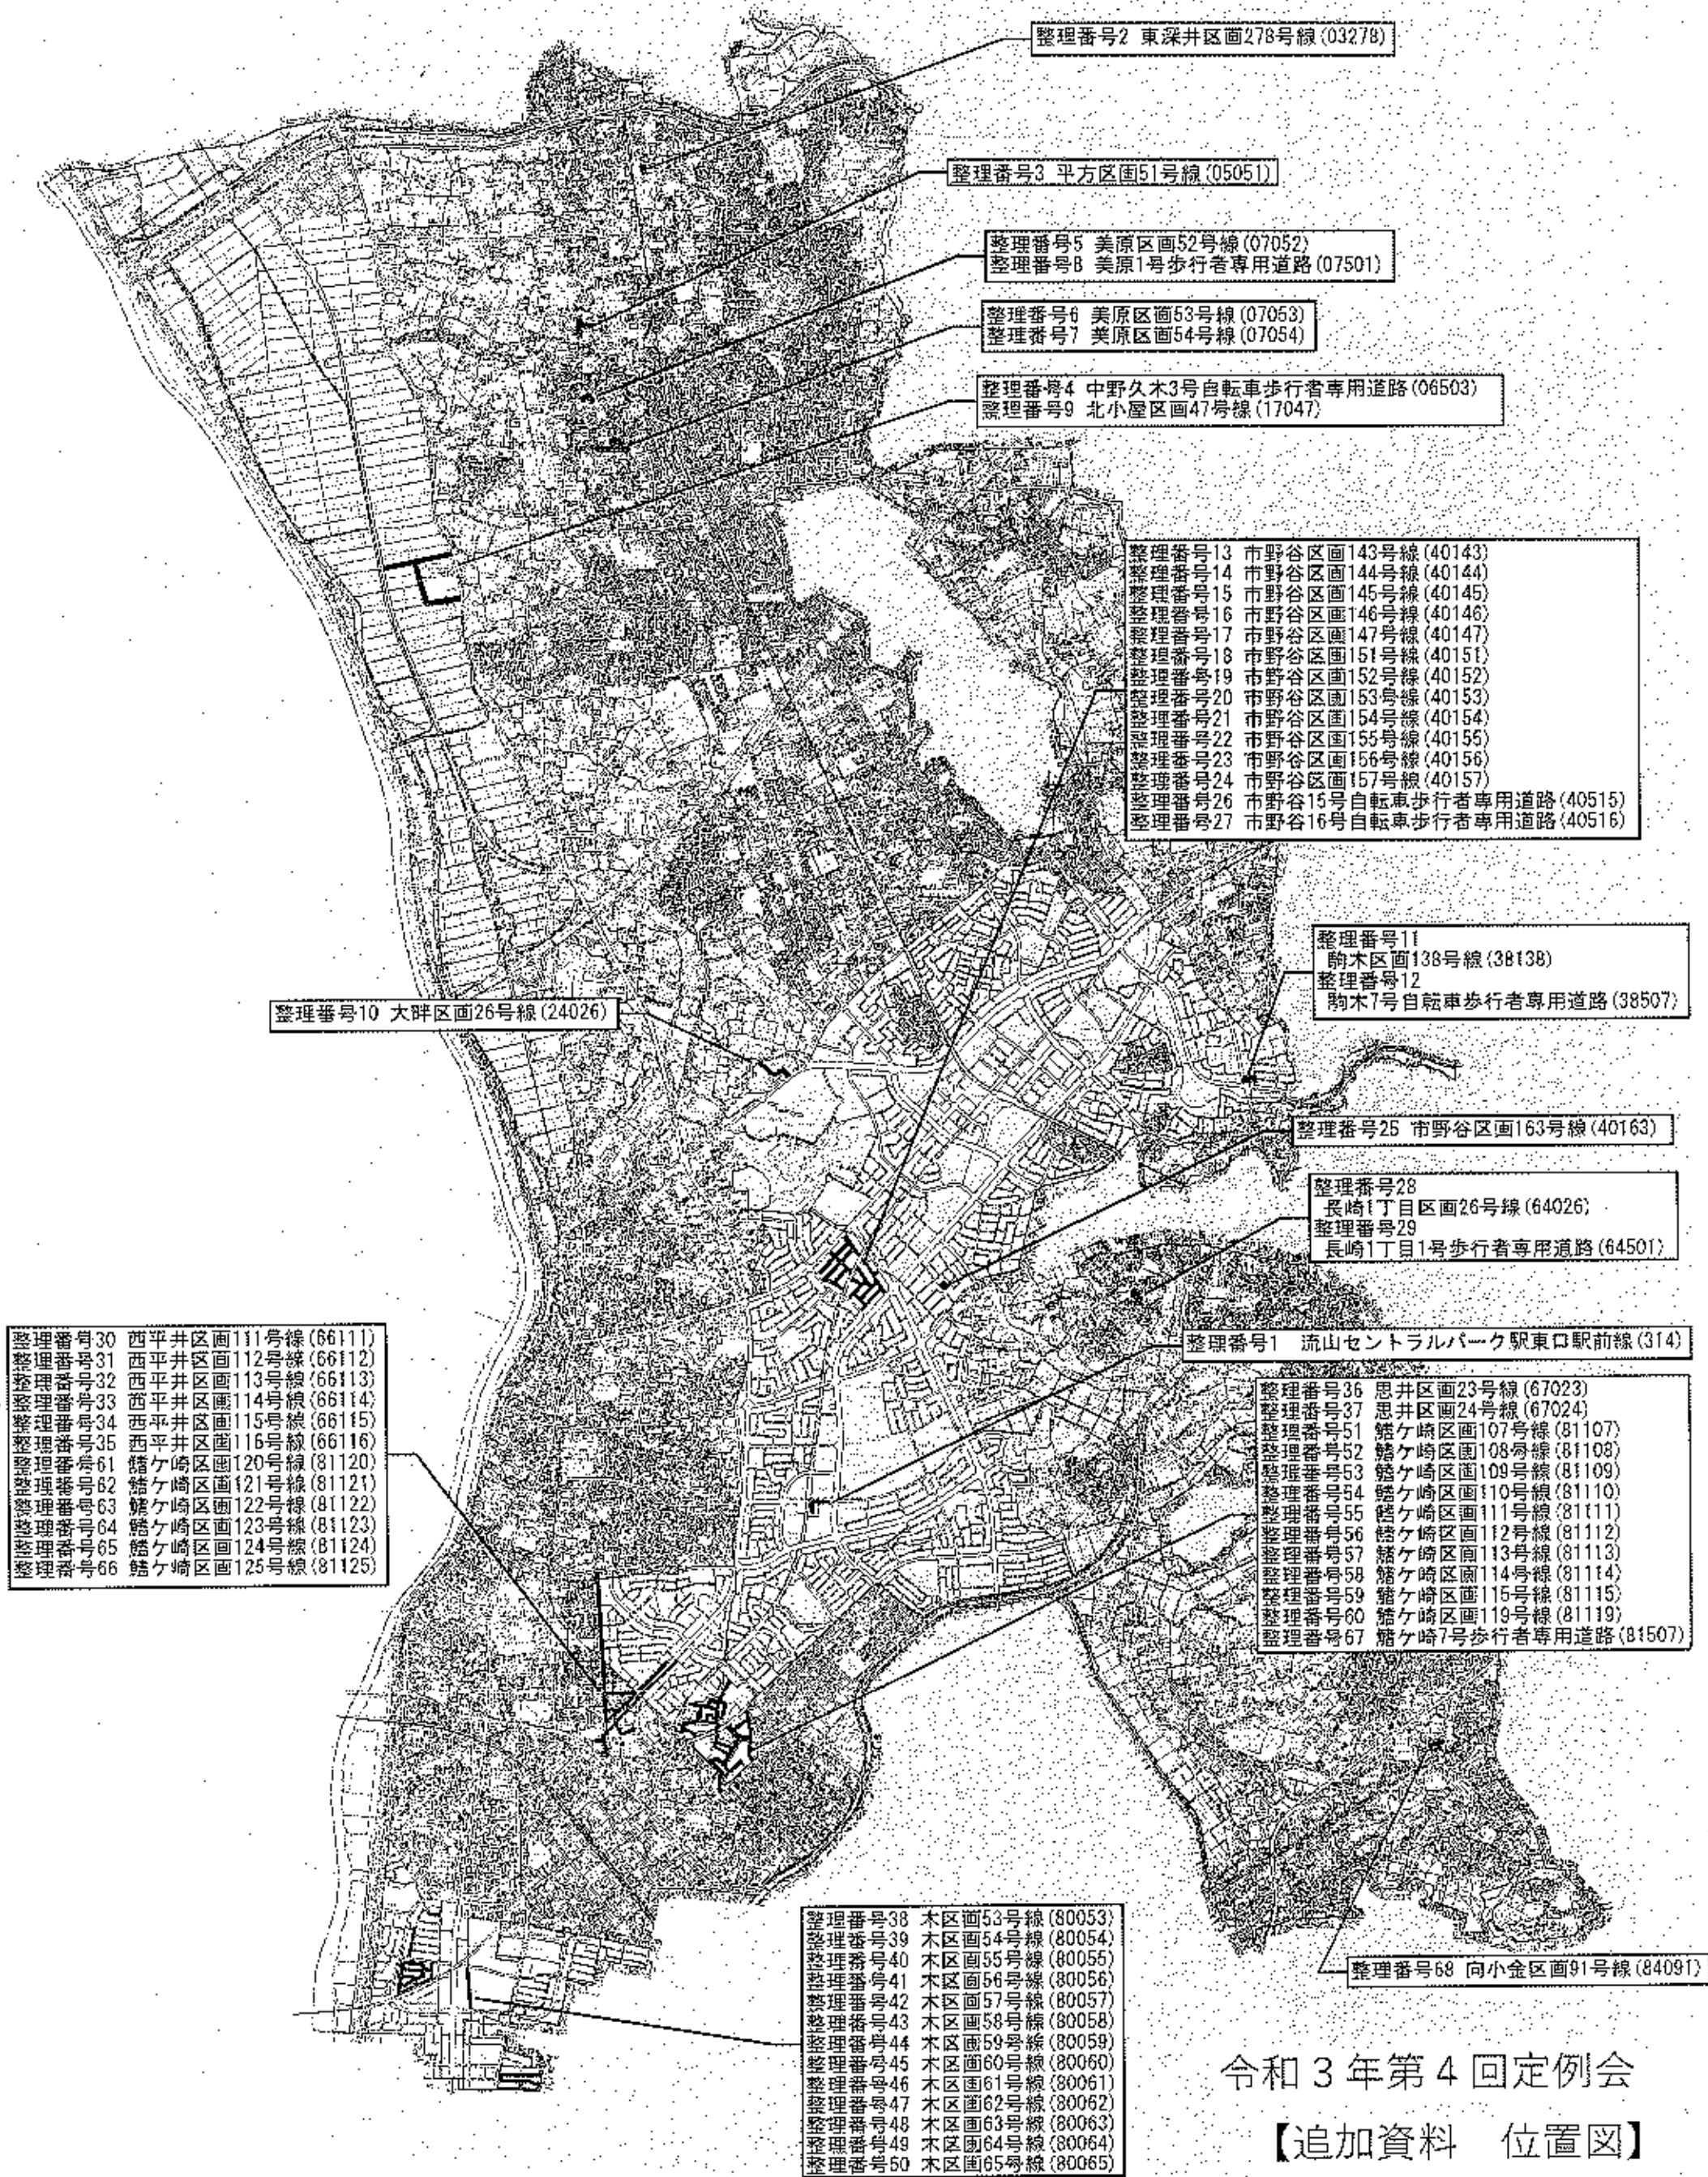 整理番号2 東深井区画278号線(03278)
整理番号3 平方区画51号線(05051)
整理番号5 美原区画52号線(07052)
整理番号8 美原1号歩行者専用道路(07501)
整理番号6 美原区画53号線(07053)
整理番号7 美原区画54号線(07054)
整理番号4 中野久木3号自転車歩行者専用道路(06503)
整理番号9 北小屋区画47号線(17047)
整理番号13 市野谷区画143号線(40143)
整理番号14 市野谷区画144号線(40144)
整理番号15 市野谷区画145号線(40145)
整理番号16 市野谷区画146号線(40146)
整理番号17 市野谷区画147号線(40147)
整理番号18 市野谷区画151号線(40151)
整理番号19 市野谷区画152号線(40152)
整理番号20 市野谷区画153号線(40153)
整理番号21 市野谷区画154号線(40154)
整理番号22 市野谷区画155号線(40155)
整理番号23 市野谷区画156号線(40156)
整理番号24 市野谷区画157号線(40157)
整理番号26 市野谷15号自転車歩行者専用道路(40515)
整理番号27 市野谷16号自転車歩行者専用道路(40516)
整理番号11
駒木区画138号線(38138)
整理番号12
駒木7号自転車歩行者専用道路(38507)
整理番号10 大畔区画26号線(24026)
整理番号25 市野谷区画163号線(40163)
整理番号28
長崎1丁目区画26号線(64026)
整理番号29
長崎1丁目1号歩行者専用道路(64501)
整理番号30 西平井区画111号線(66111)
整理番号31 西平井区画112号線(66112)
整理番号32 西平井区画113号線(66113)
整理番号33 西平井区画114号線(66114)
整理番号34 西平井区画115号線(66115)
整理番号35 西平井区画116号線(66116)
整理番号61 鰭ケ崎区画120号線(81120)
整理番号62 鰭ケ崎区画121号線(81121)
整理番号63 鰭ケ崎区画122号線(81122)
整理番号64 鰭ケ崎区画123号線(81123)
整理番号65 鰭ケ崎区画124号線(81124)
整理番号66 鰭ケ崎区画125号線(81125)
整理番号1 流山セントラルパーク駅東口駅前線(314)
整理番号36 思井区画23号線(67023)
整理番号37 思井区画24号線(67024)
整理番号51 鰭ケ崎区画107号線(81107)
整理番号52 鰭ケ崎区画108号線(81108)
整理番号53 鰭ケ崎区画109号線(81109)
整理番号54 鰭ケ崎区画110号線(81110)
整理番号55 鰭ケ崎区画111号線(81111)
整理番号56 鰭ケ崎区画112号線(81112)
整理番号57 鰭ケ崎区画113号線(81113)
整理番号58 鰭ケ崎区画114号線(81114)
整理番号59 鰭ケ崎区画115号線(81115)
整理番号60 鰭ケ崎区画119号線(81119)
整理番号67 鰭ケ崎7号歩行者専用道路(81507)
整理番号38 木区画53号線(80053)
整理番号39 木区画54号線(80054)
整理番号40 木区画55号線(80055)
整理番号41 木区画56号線(80056)
整理番号42 木区画57号線(80057)
整理番号43 木区画58号線(80058)
整理番号44 木区画59号線(80059)
整理番号45 木区画60号線(80060)
整理番号46 木区画61号線(80061)
整理番号47 木区画62号線(80062)
整理番号48 木区画63号線(80063)
整理番号49 木区画64号線(80064)
整理番号50 木区画65号線(80065)
整理番号68 向小金区画91号線(84091)
令和3年第4回定例会
【追加資料 位置図】